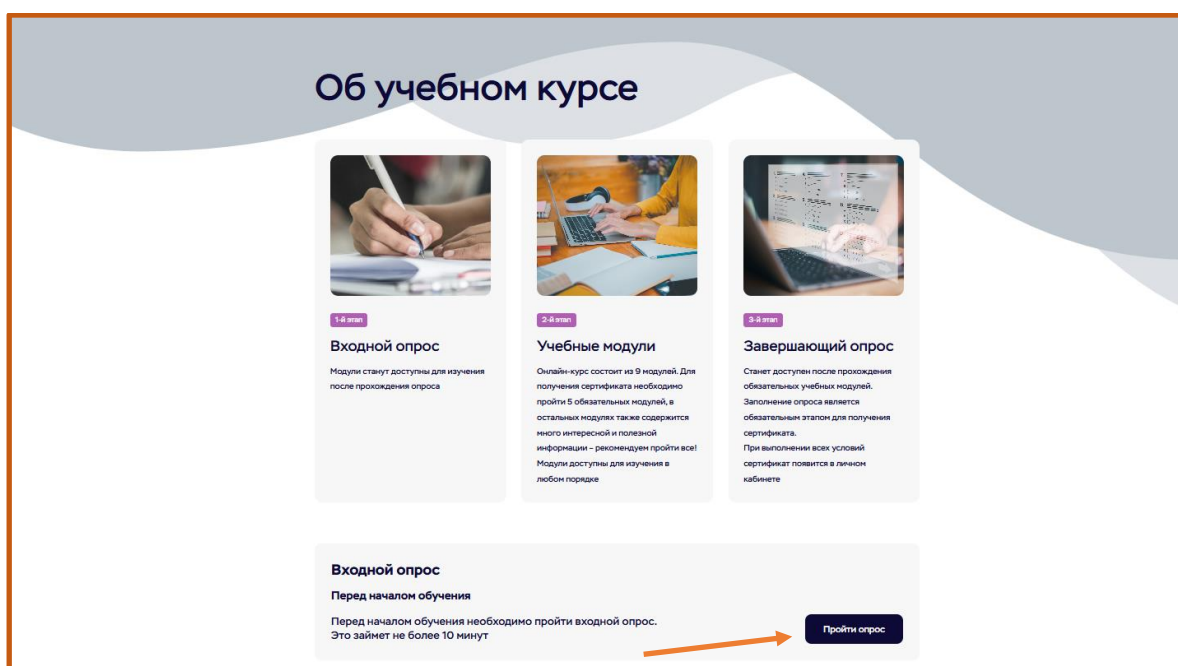 Об учебном курсе
1-й этап
Входной опрос
Модули станут доступны для изучения
после прохождения опроса
2-й этап
Учебные модули
Онлайн-курс состоит из 9 модулей. Для
получения сертификата необходимо
пройти 5 обязательных модулей, в
остальных модулях также содержится
много интересной и полезной
информации – рекомендуем пройти все!
Модули доступны для изучения в
любом порядке
3-й этап
Завершающий опрос
Станет доступен после прохождения
обязательных учебных модулей.
Заполнение опроса является
обязательным этапом для получения
сертификата.
При выполнении всех условий
сертификат появится в личном
кабинете
Входной опрос
Перед началом обучения
Перед началом обучения необходимо пройти входной опрос.
Это займет не более 10 минут
Пройти опрос